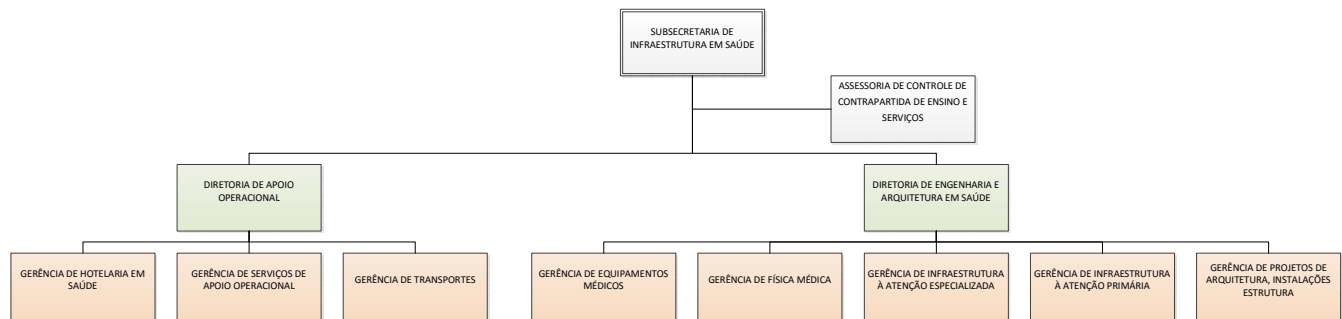 SUBSECRETARIA DE
INFRAESTRUTURA EM SAÚDE
ASSESSORIA DE CONTROLE DE
CONTRAPARTIDA DE ENSINO E
SERVIÇOS
DIRETORIA DE APOIO
OPERACIONAL
DIRETORIA DE ENGENHARIA E
ARQUITETURA EM SAÚDE
GERÊNCIA DE HOTELARIA EM
SAÚDE
GERÊNCIA DE SERVIÇOS DE
APOIO OPERACIONAL
GERÊNCIA DE TRANSPORTES
GERÊNCIA DE EQUIPAMENTOS
MÉDICOS
GERÊNCIA DE FÍSICA MÉDICA
GERÊNCIA DE INFRAESTRUTURA
À ATENÇÃO ESPECIALIZADA
GERÊNCIA DE INFRAESTRUTURA
À ATENÇÃO PRIMÁRIA
GERÊNCIA DE PROJETOS DE
ARQUITETURA, INSTALAÇÕES
ESTRUTURA